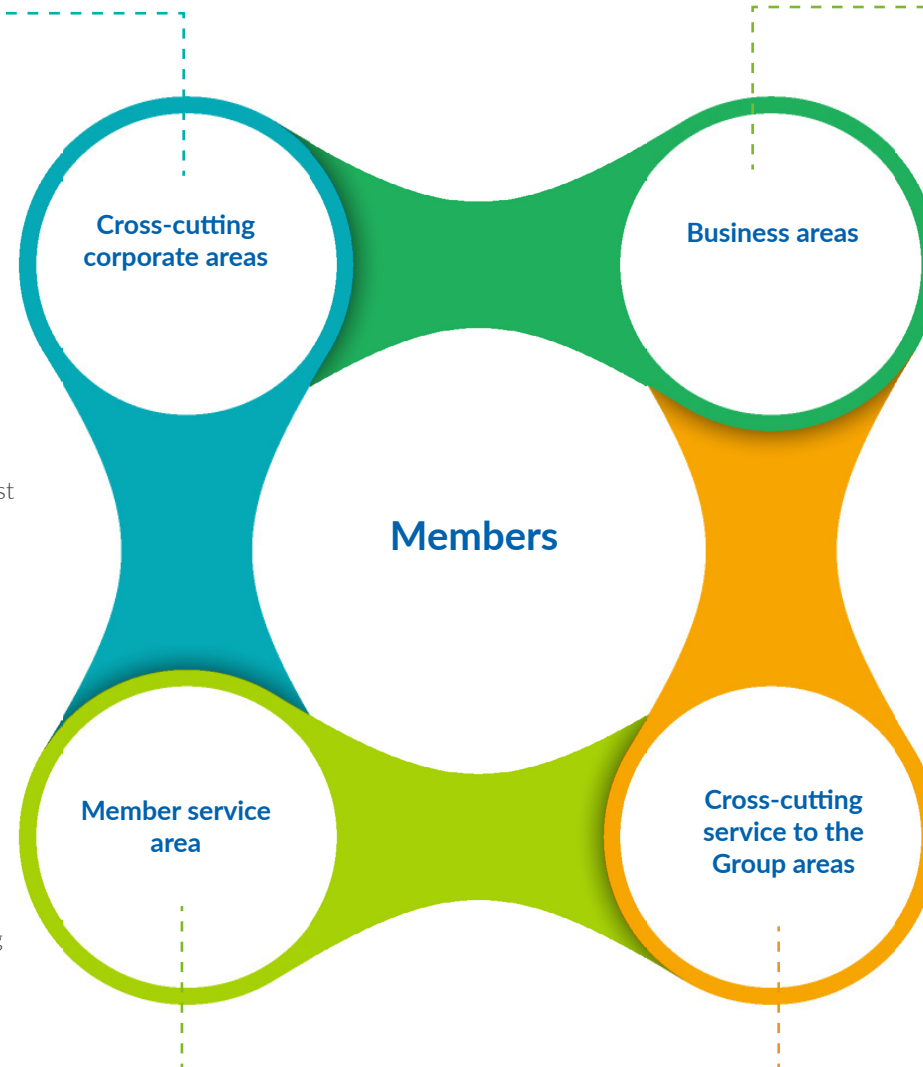 Cross-cutting
corporate areas
Business areas
Members
Member service
area
Cross-cutting
service to the
Group areas